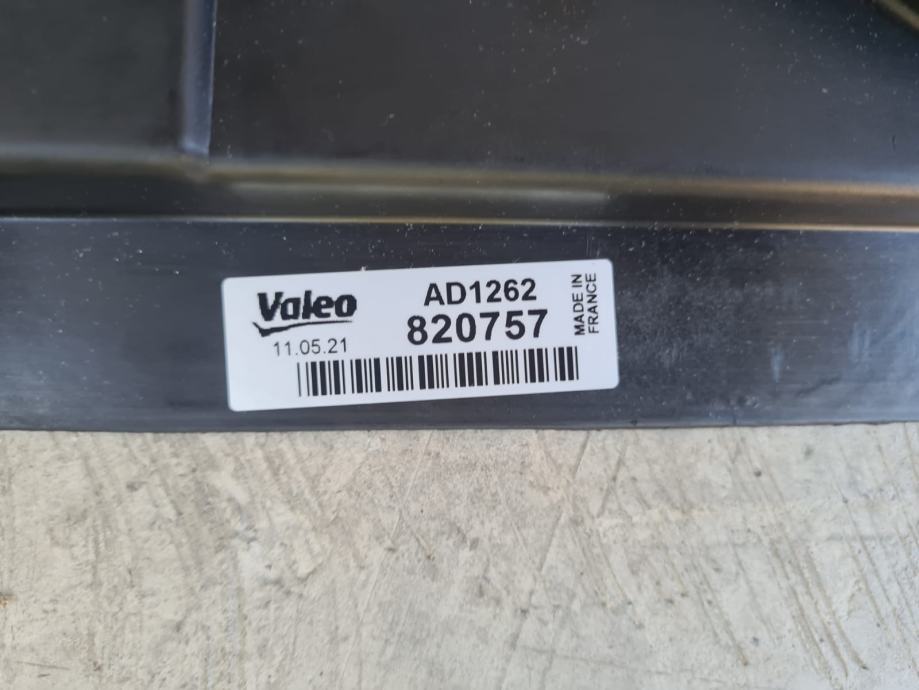 Valeo
AD1262
820757
11.05.21
MADE IN
FRANCE